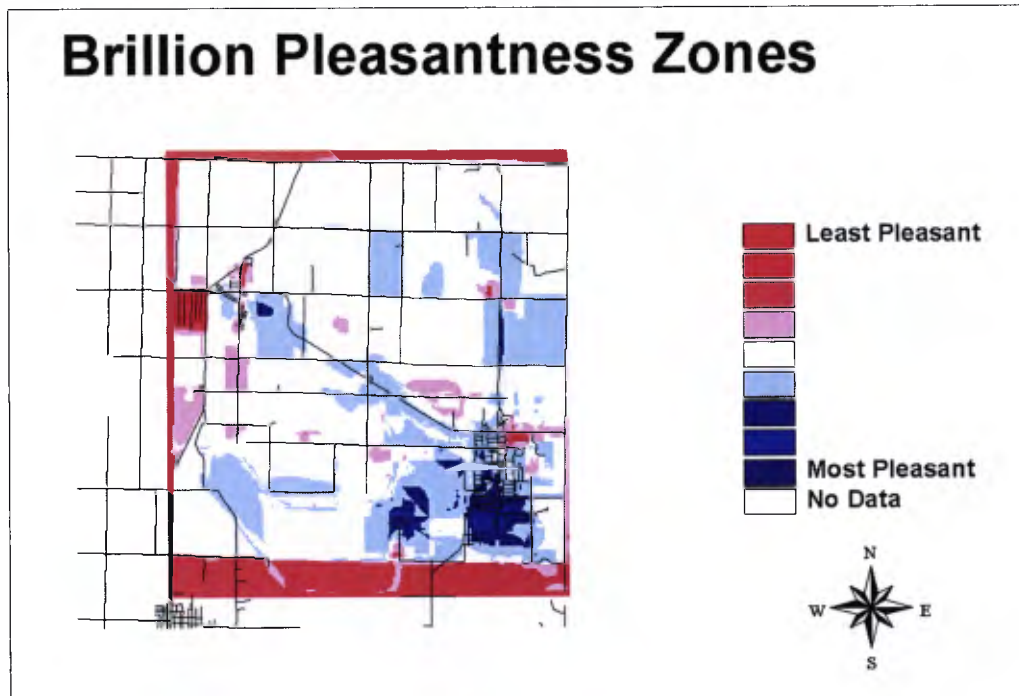 Brillion Pleasantness Zones
Least Pleasant
Most Pleasant
No Data
N
W E
S